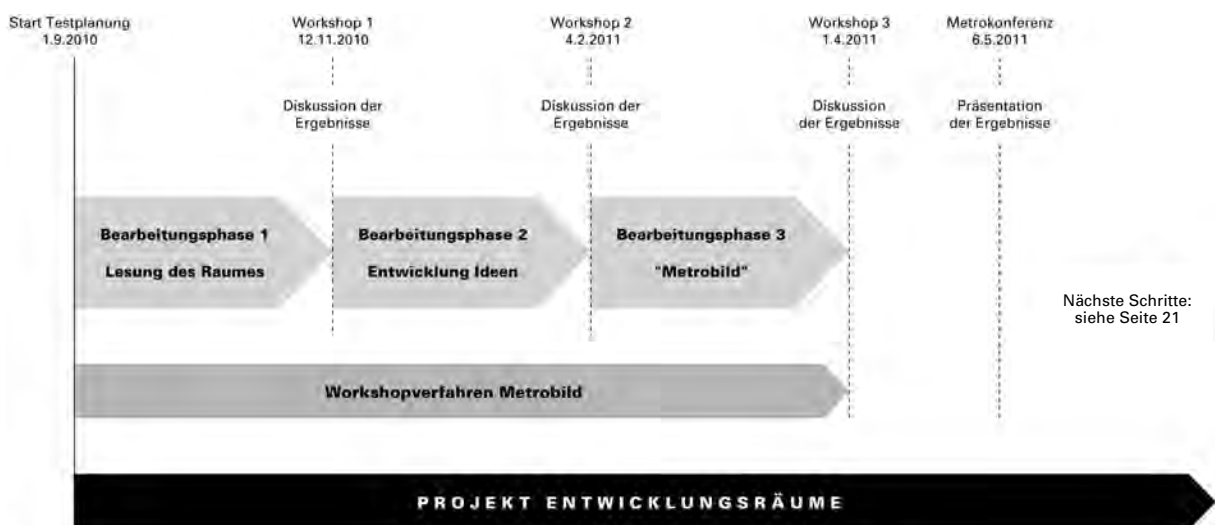 Start Testplanung
1.9.2010
Workshop 1
12.11.2010
Workshop 2
4.2.2011
Workshop 3
1.4.2011
Metrokonferenz
6.5.2011
Diskussion der
Ergebnisse
Diskussion der
Ergebnisse
Diskussion
der Ergebnisse
Präsentation
der Ergebnisse
Bearbeitungsphase 1
Lesung des Raumes
Bearbeitungsphase 2
Entwicklung Ideen
Bearbeitungsphase 3
"Metrobild"
Nächste Schritte:
siehe Seite 21
Workshopverfahren Metrobild
PROJEKT ENTWICKLUNGSRÄUME